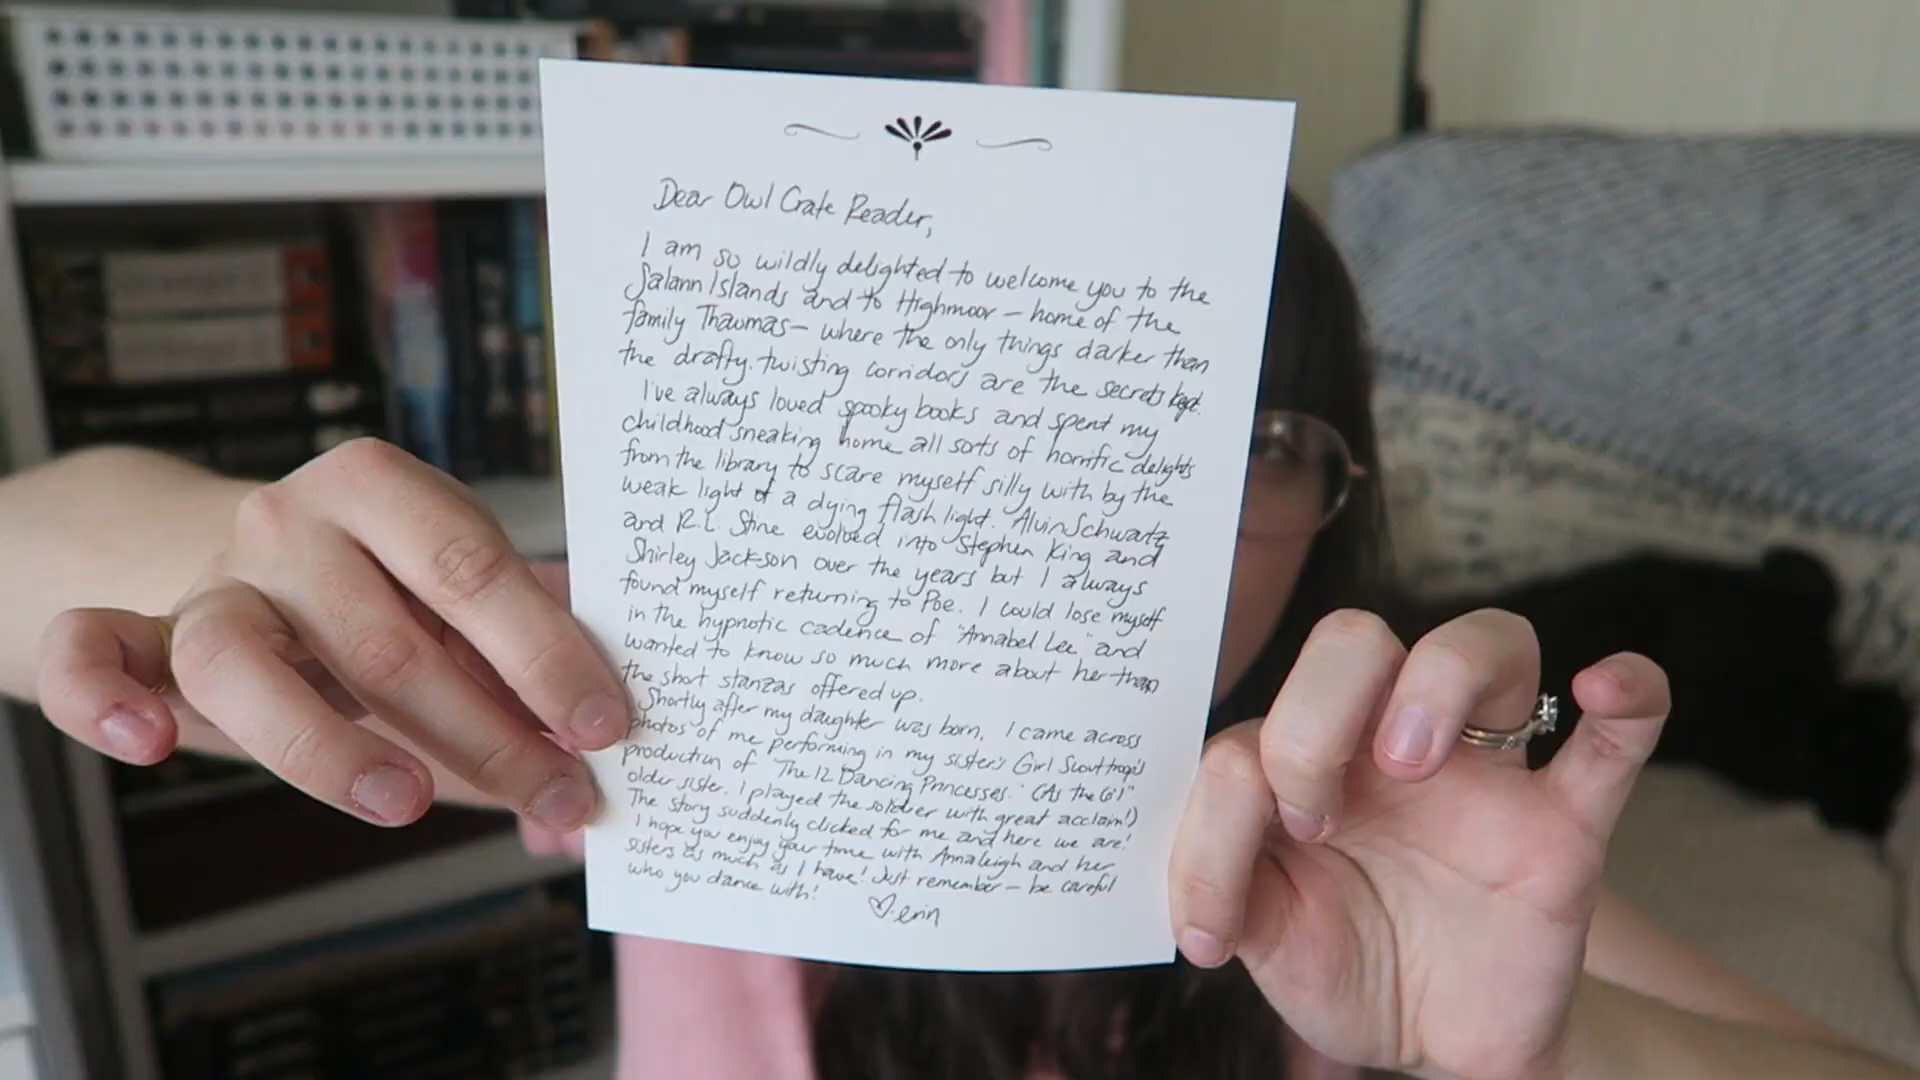 Dear Owl Crate Reader,
I am so wildly delighted to welcome you to the
Salann Islands and to Highmoor – home of the
family Thaumas – where the only things darker than
the drafty, twisting corridors are the secrets kept.
I've always loved spooky books and spent my
childhood sneaking home all sorts of horrific delights
from the library to scare myself silly with by the
weak light of a dying flashlight. Alvin Schwartz
and R.L. Stine evolved into Stephen King and
Shirley Jackson over the years but I always
found myself returning to Poe. I could lose myself
in the hypnotic cadence of "Annabel Lee" and
wanted to know so much more about her than
the short stanzas offered up.
Shortly after my daughter was born, I came across
photos of me performing in my sister's Girl Scout troop's
production of "The 12 Dancing Princesses." (As the lil'
older sister, I played the soldier with great acclaim!)
The story suddenly clicked for me and here we are!
I hope you enjoy your time with Annaleigh and her
sisters as much as I have! Just remember – be careful
who you dance with!
♡ erin